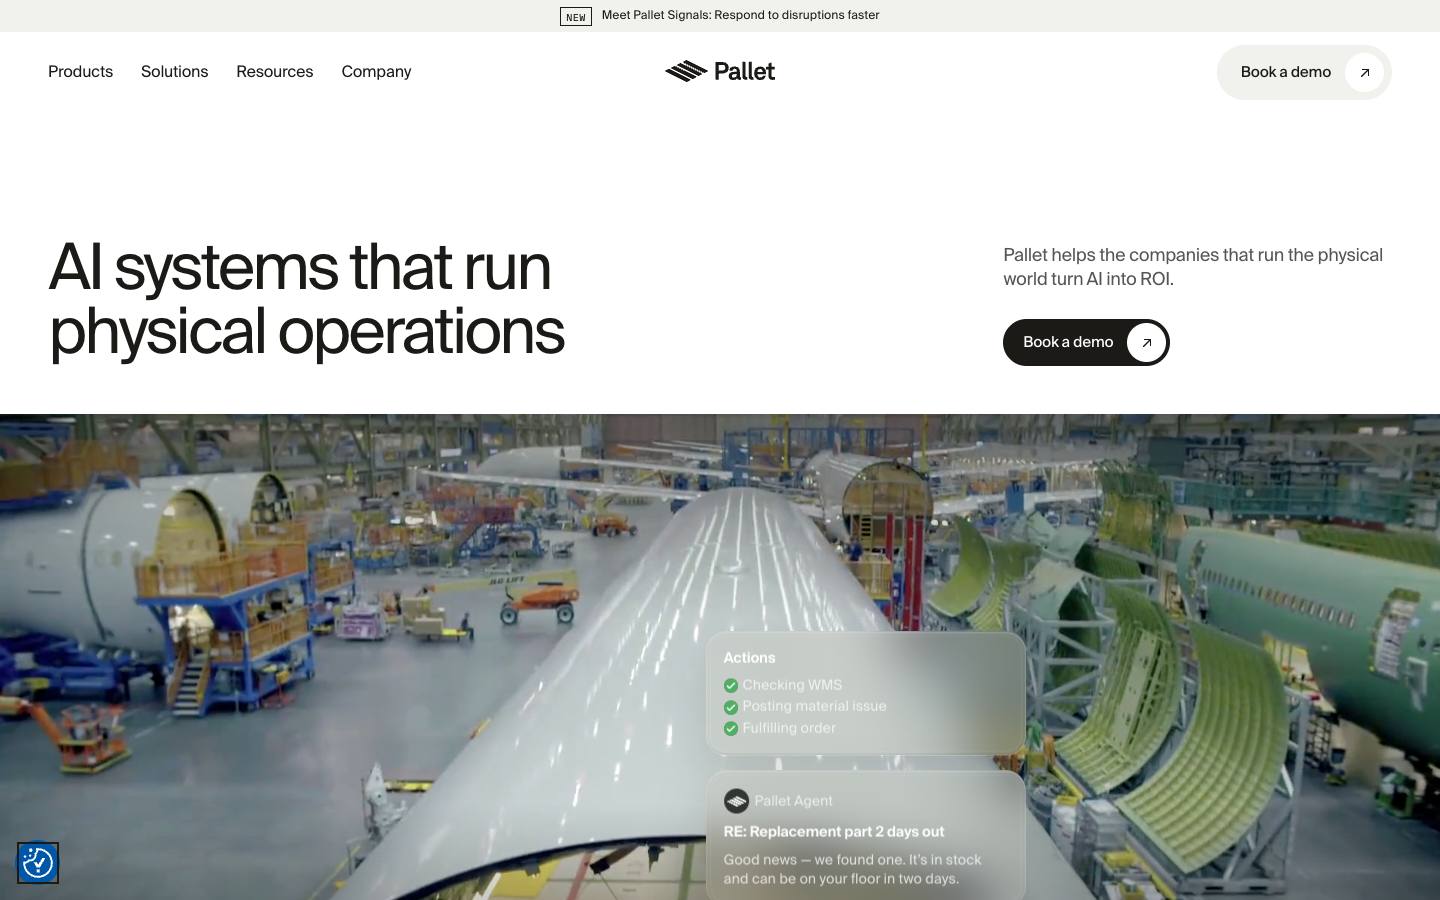 NEW Meet Pallet Signals: Respond to disruptions faster
Products Solutions Resources Company
Pallet
Book a demo
AI systems that run
physical operations
Pallet helps the companies that run the physical
world turn AI into ROI.
Book a demo
JLG LIFT
Actions
Checking WMS
Posting material issue
Fulfilling order
Pallet Agent
RE: Replacement part 2 days out
Good news — we found one. It's in stock
and can be on your floor in two days.